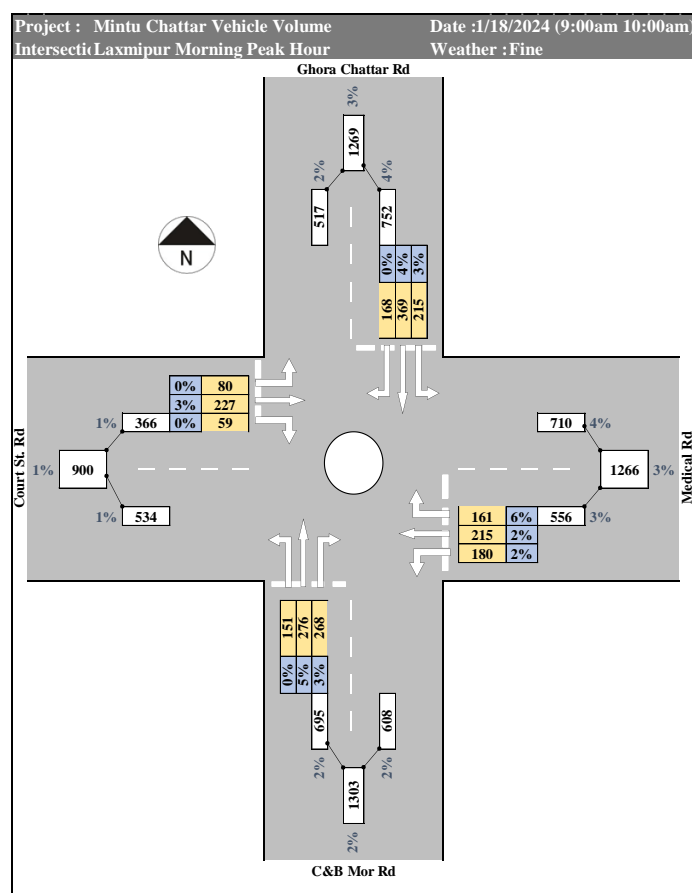 Project : Mintu Chattar Vehicle Volume Date :1/18/2024 (9:00am 10:00am)
Intersectic Laxmipur Morning Peak Hour Weather : Fine
Ghora Chattar Rd
3%
1269
2% 4%
517 752
0% 4% 3%
168 369 215
N
0% 80
3% 227
0% 59
1% 366
1% 900
1% 534
Court St. Rd
710 4%
1266 3%
161 6% 556 3%
215 2%
180 2%
Medical Rd
151 276 268
0% 5% 3%
695 608
2% 2%
1303
2%
C&B Mor Rd